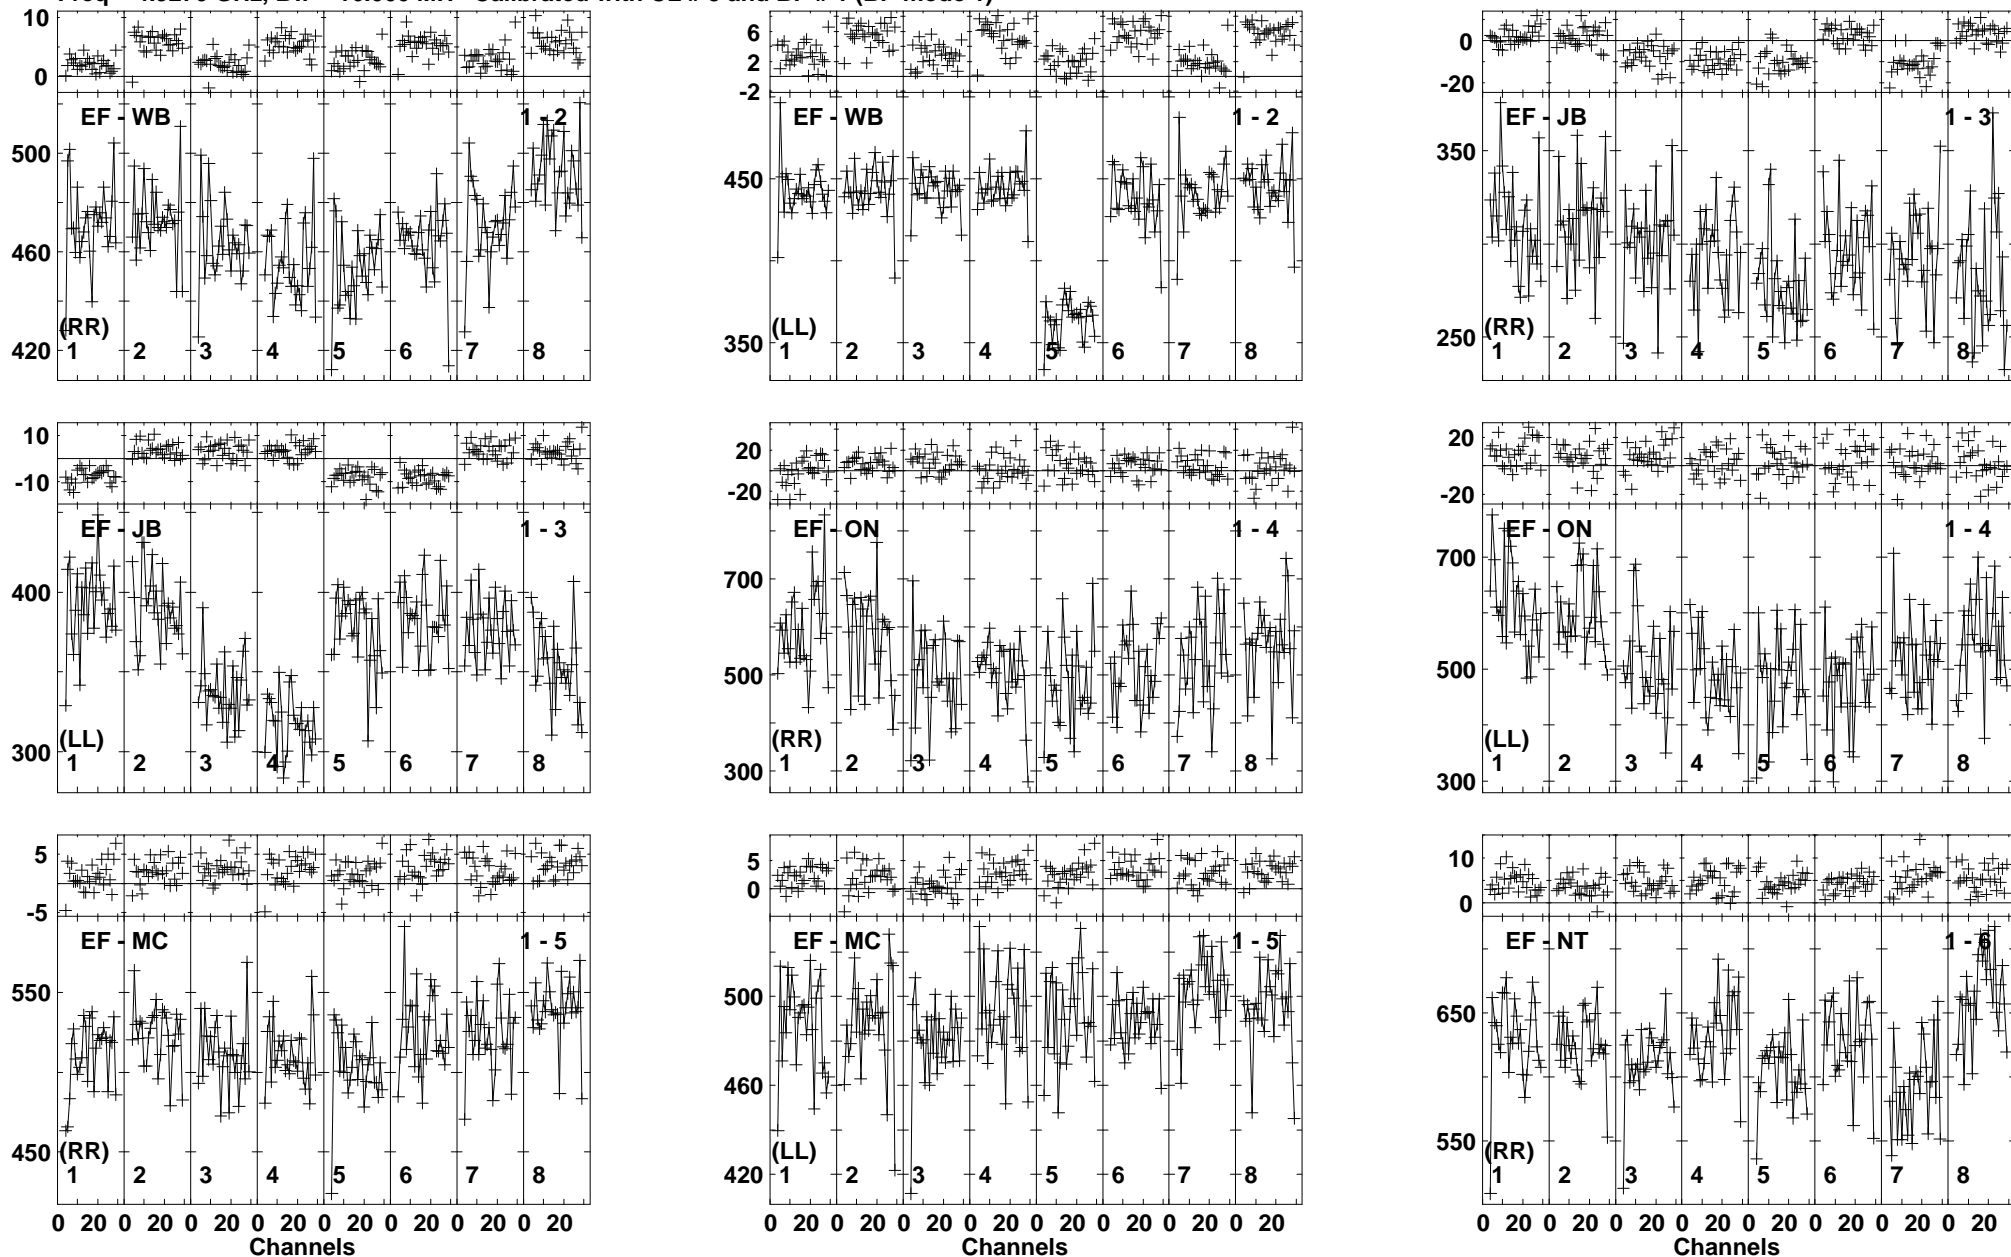 10
0
EF - WB 1 - 2
500
460
420
(RR)
1 2 3 4 5 6 7 8
6
2
-2
EF - WB 1 - 2
450
350
(LL)
1 2 3 4 5 6 7 8
0
-20
EF - JB 1 - 3
350
250
(RR)
1 2 3 4 5 6 7 8
10
-10
EF - JB 1 - 3
400
300
(LL)
1 2 3 4 5 6 7 8
20
-20
EF - ON 1 - 4
700
500
300
(RR)
1 2 3 4 5 6 7 8
20
-20
EF - ON 1 - 4
700
500
300
(LL)
1 2 3 4 5 6 7 8
5
-5
EF - MC 1 - 5
550
450
(RR)
1 2 3 4 5 6 7 8
0 20 0 20 0 20 0 20 0 20 0 20 0 20 0 20
Channels
5
0
EF - MC 1 - 5
500
460
420
(LL)
1 2 3 4 5 6 7 8
0 20 0 20 0 20 0 20 0 20 0 20 0 20 0 20
Channels
10
0
EF - NT 1 - 6
650
550
(RR)
1 2 3 4 5 6 7 8
0 20 0 20 0 20 0 20 0 20 0 20 0 20 0 20
Channels